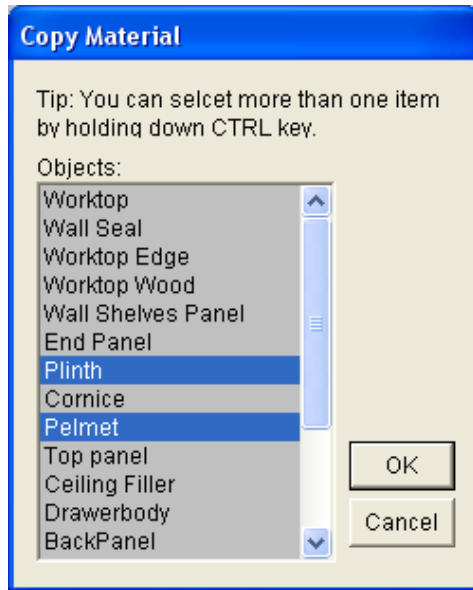 Copy Material
Tip: You can selcet more than one item
by holding down CTRL key.
Objects:
Worktop
Wall Seal
Worktop Edge
Worktop Wood
Wall Shelves Panel
End Panel
Plinth
Cornice
Pelmet
Top panel
Ceiling Filler
Drawerbody
BackPanel
OK
Cancel